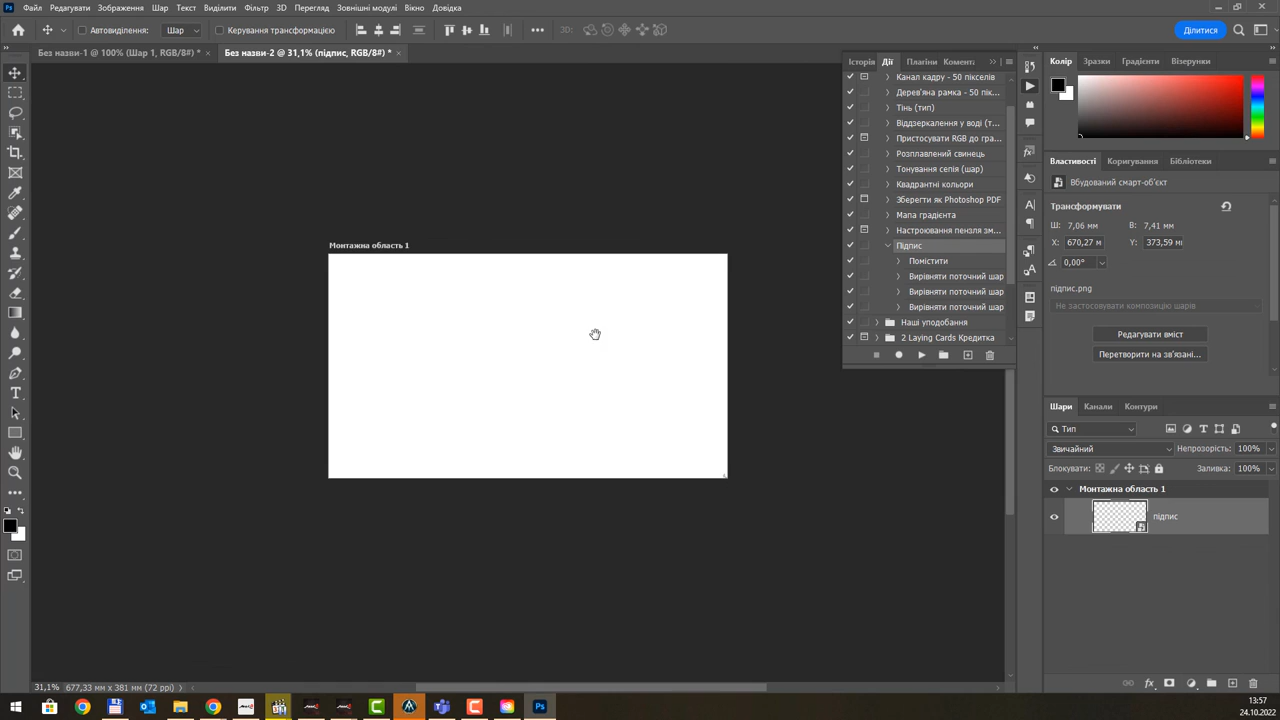 Файл Редагувати Зображення Шар Текст Виділити Фільтр 3D Перегляд Зовнішні модулі Вікно Довідка
Автовиділення: Шар Керування трансформацією 3D: Ділитися
Без назви-1 @ 100% (Шар 1, RGB/8#) * × Без назви-2 @ 31,1% (підпис, RGB/8#) * ×
Історія Дії Плагіни Комента
Канал кадру - 50 пікселів
Дерев'яна рамка - 50 пік...
Тінь (тип)
Віддзеркалення у воді (т...
Пристосувати RGB до гра...
Розплавлений свинець
Тонування сепія (шар)
Квадрантні кольори
Зберегти як Photoshop PDF
Мапа градієнта
Настроювання пензля зм...
Підпис
Помістити
Вирівняти поточний шар
Вирівняти поточний шар
Вирівняти поточний шар
Наші уподобання
2 Laying Cards Кредитка
Колір Зразки Градієнти Візерунки
Властивості Коригування Бібліотеки
Вбудований смарт-об'єкт
Трансформувати
Ш: 7,06 мм В: 7,41 мм
X: 670,27 м Y: 373,59 мі
0,00°
підпис.png
Не застосовувати композицію шарів
Редагувати вміст
Перетворити на зв'язані...
Шари Канали Контури
Тип
Звичайний Непрозорість: 100%
Блокувати: Заливка: 100%
Монтажна область 1
підпис
Монтажна область 1
31,1% 677,33 мм x 381 мм (72 ppi)
13:57
24.10.2022